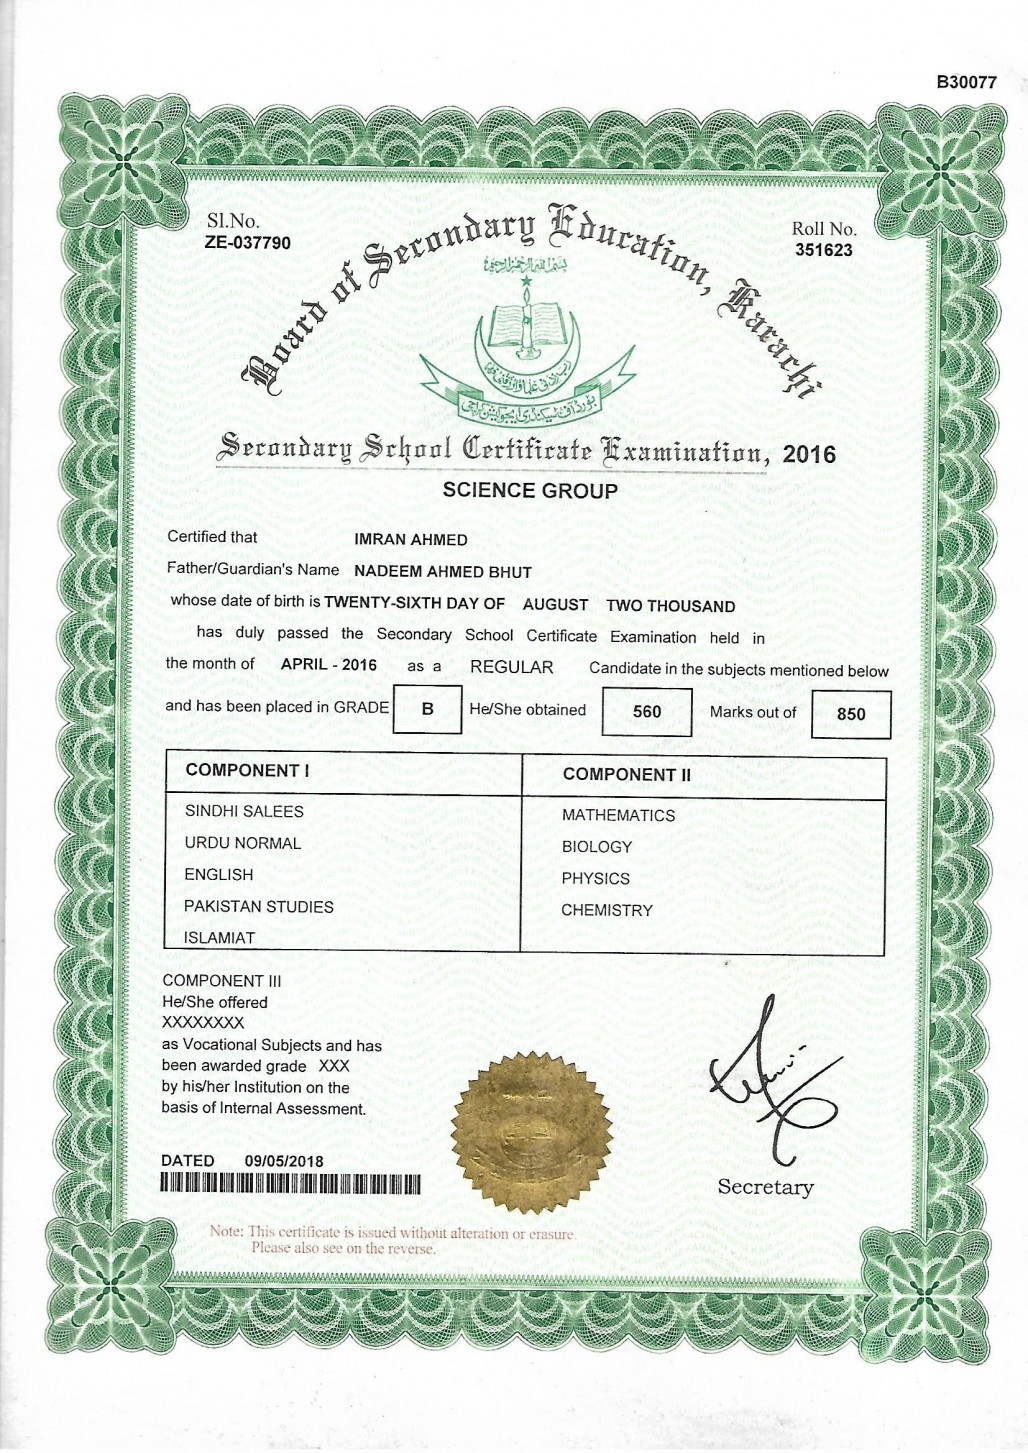 B30077
Sl.No.
ZE-037790
Roll No.
351623
Board of Secondary Education, Karachi
بورڈ آف سیکنڈری ایجوکیشن کراچی
Secondary School Certificate Examination, 2016
SCIENCE GROUP
Certified that IMRAN AHMED
Father/Guardian's Name NADEEM AHMED BHUT
whose date of birth is TWENTY-SIXTH DAY OF AUGUST TWO THOUSAND
has duly passed the Secondary School Certificate Examination held in
the month of APRIL - 2016 as a REGULAR Candidate in the subjects mentioned below
and has been placed in GRADE B He/She obtained 560 Marks out of 850
COMPONENT I
SINDHI SALEES
URDU NORMAL
ENGLISH
PAKISTAN STUDIES
ISLAMIAT
COMPONENT II
MATHEMATICS
BIOLOGY
PHYSICS
CHEMISTRY
COMPONENT III
He/She offered
XXXXXXXX
as Vocational Subjects and has
been awarded grade XXX
by his/her Institution on the
basis of Internal Assessment.
DATED 09/05/2018
Secretary
Note: This certificate is issued without alteration or erasure.
Please also see on the reverse.